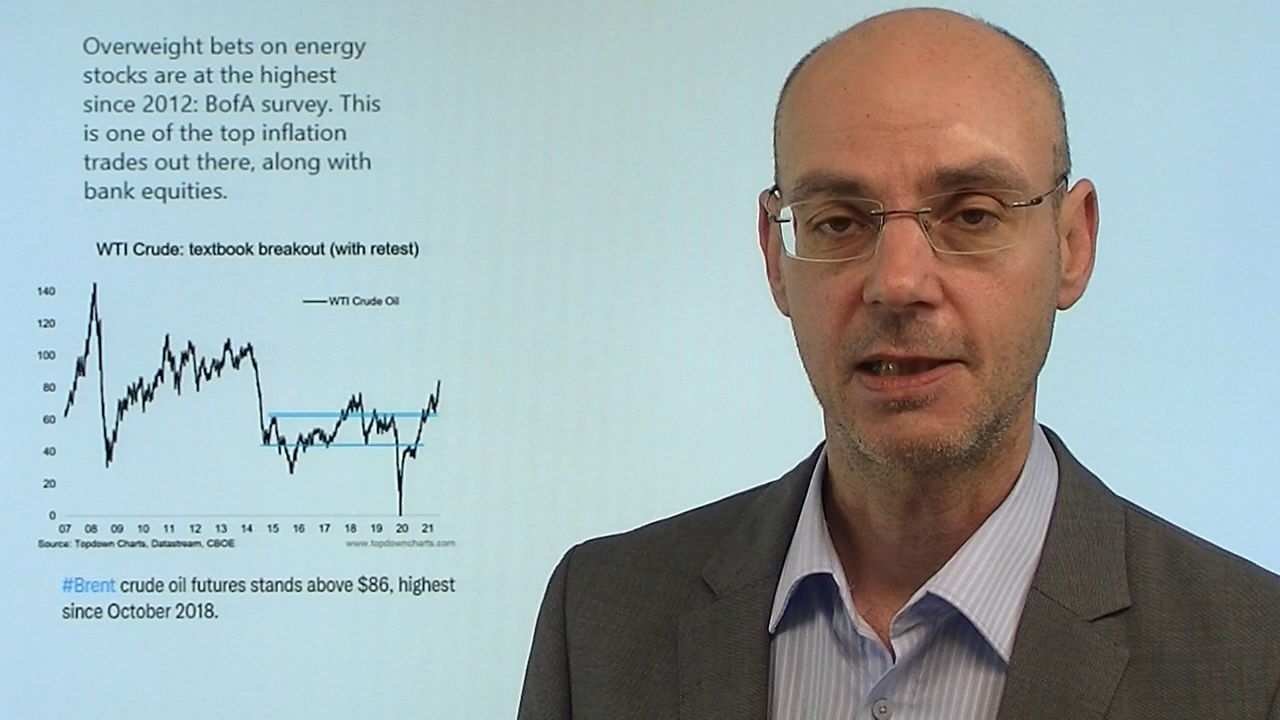 Overweight bets on energy
stocks are at the highest
since 2012: BofA survey. This
is one of the top inflation
trades out there, along with
bank equities.
WTI Crude: textbook breakout (with retest)
WTI Crude Oil
140
120
100
80
60
40
20
0
07 08 09 10 11 12 13 14 15 16 17 18 19 20 21
Source: Topdown Charts, Datastream, CBOE www.topdowncharts.com
#Brent crude oil futures stands above $86, highest
since October 2018.